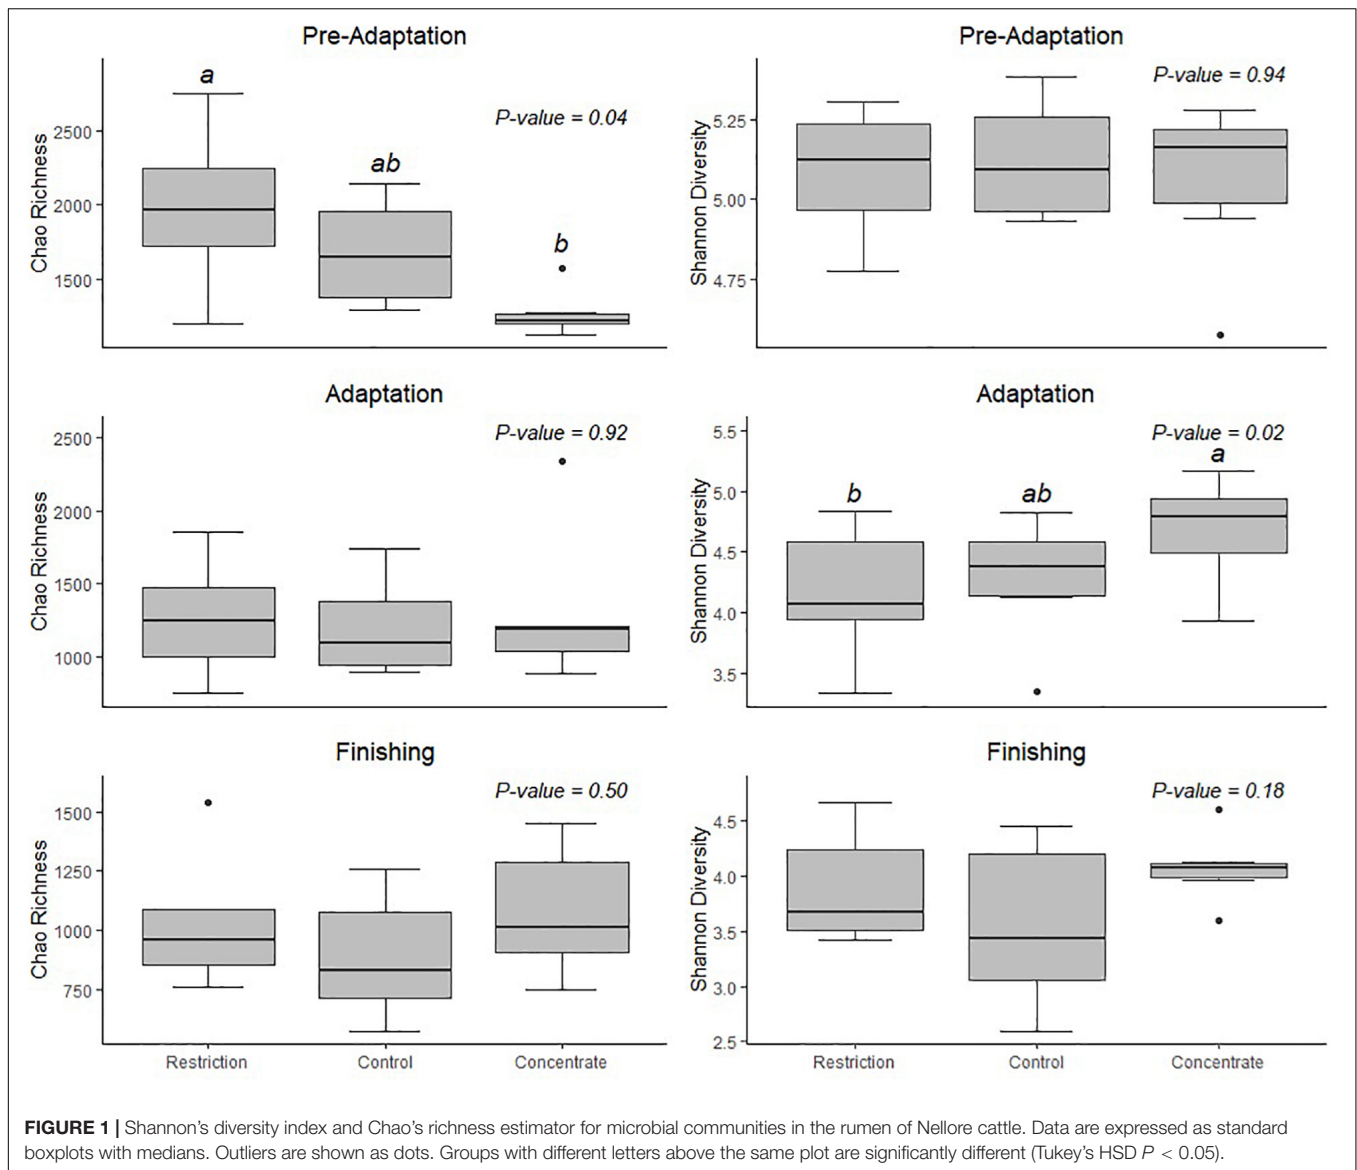 Pre-Adaptation
a
P-value = 0.04
ab
b
Chao Richness
2500
2000
1500
Pre-Adaptation
P-value = 0.94
Shannon Diversity
5.25
5.00
4.75
Adaptation
P-value = 0.92
Chao Richness
2500
2000
1500
1000
Adaptation
P-value = 0.02
a
b
ab
Shannon Diversity
5.5
5.0
4.5
4.0
3.5
Finishing
P-value = 0.50
Chao Richness
1500
1250
1000
750
Restriction Control Concentrate
Finishing
P-value = 0.18
Shannon Diversity
4.5
4.0
3.5
3.0
2.5
Restriction Control Concentrate
FIGURE 1 | Shannon's diversity index and Chao's richness estimator for microbial communities in the rumen of Nellore cattle. Data are expressed as standard
boxplots with medians. Outliers are shown as dots. Groups with different letters above the same plot are significantly different (Tukey's HSD P < 0.05).